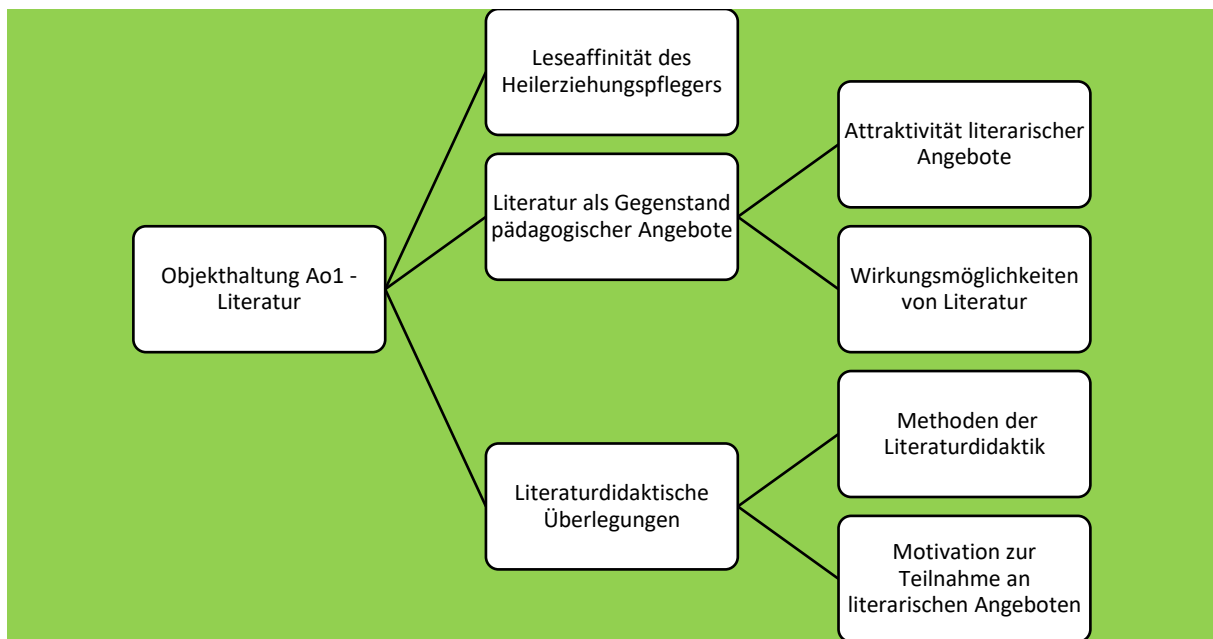 Leseaffinität des
Heilerziehungspflegers
Attraktivität literarischer
Angebote
Literatur als Gegenstand
pädagogischer Angebote
Objekthaltung Ao1 -
Literatur
Wirkungsmöglichkeiten
von Literatur
Methoden der
Literaturdidaktik
Literaturdidaktische
Überlegungen
Motivation zur
Teilnahme an
literarischen Angeboten